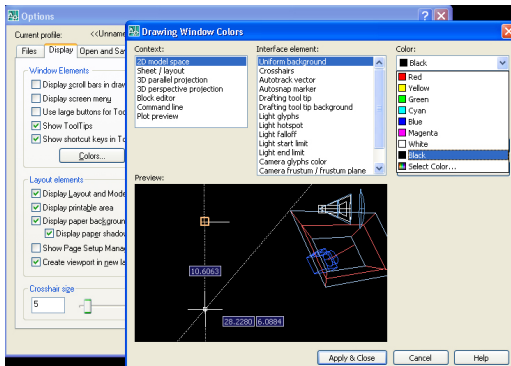 Options
Current profile: <<Unname
Files Display Open and Sav
Window Elements
Display scroll bars in draw
Display screen menu
Use large buttons for Too
Show ToolTips
Show shortcut keys in To
Colors...
Layout elements
Display Layout and Mode
Display printable area
Display paper backgroun
Display paper shadow
Show Page Setup Manag
Create viewport in new la
Crosshair size
5
Drawing Window Colors
Context:
2D model space
Sheet / layout
3D parallel projection
3D perspective projection
Block editor
Command line
Plot preview
Interface element:
Uniform background
Crosshairs
Autotrack vector
Autosnap marker
Drafting tool tip
Drafting tool tip background
Light glyphs
Light hotspot
Light falloff
Light start limit
Light end limit
Camera glyphs color
Camera frustum / frustum plane
Color:
Black
Red
Yellow
Green
Cyan
Blue
Magenta
White
Black
Select Color...
Preview:
10.6063
28.2280 6.0884
Apply & Close Cancel Help